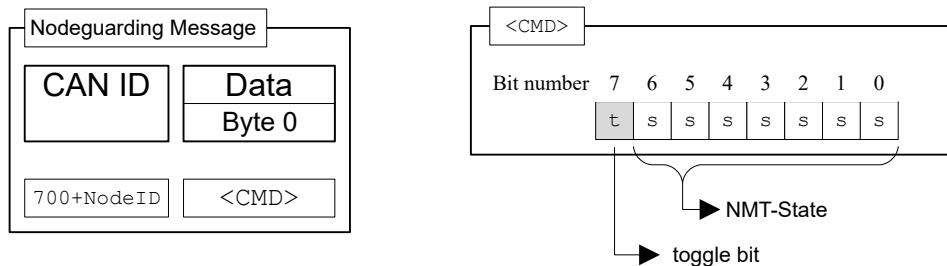 Nodeguarding Message
CAN ID
Data
Byte 0
700+NodeID
<CMD>
<CMD>
Bit number 7 6 5 4 3 2 1 0
t s s s s s s s
NMT-State
toggle bit